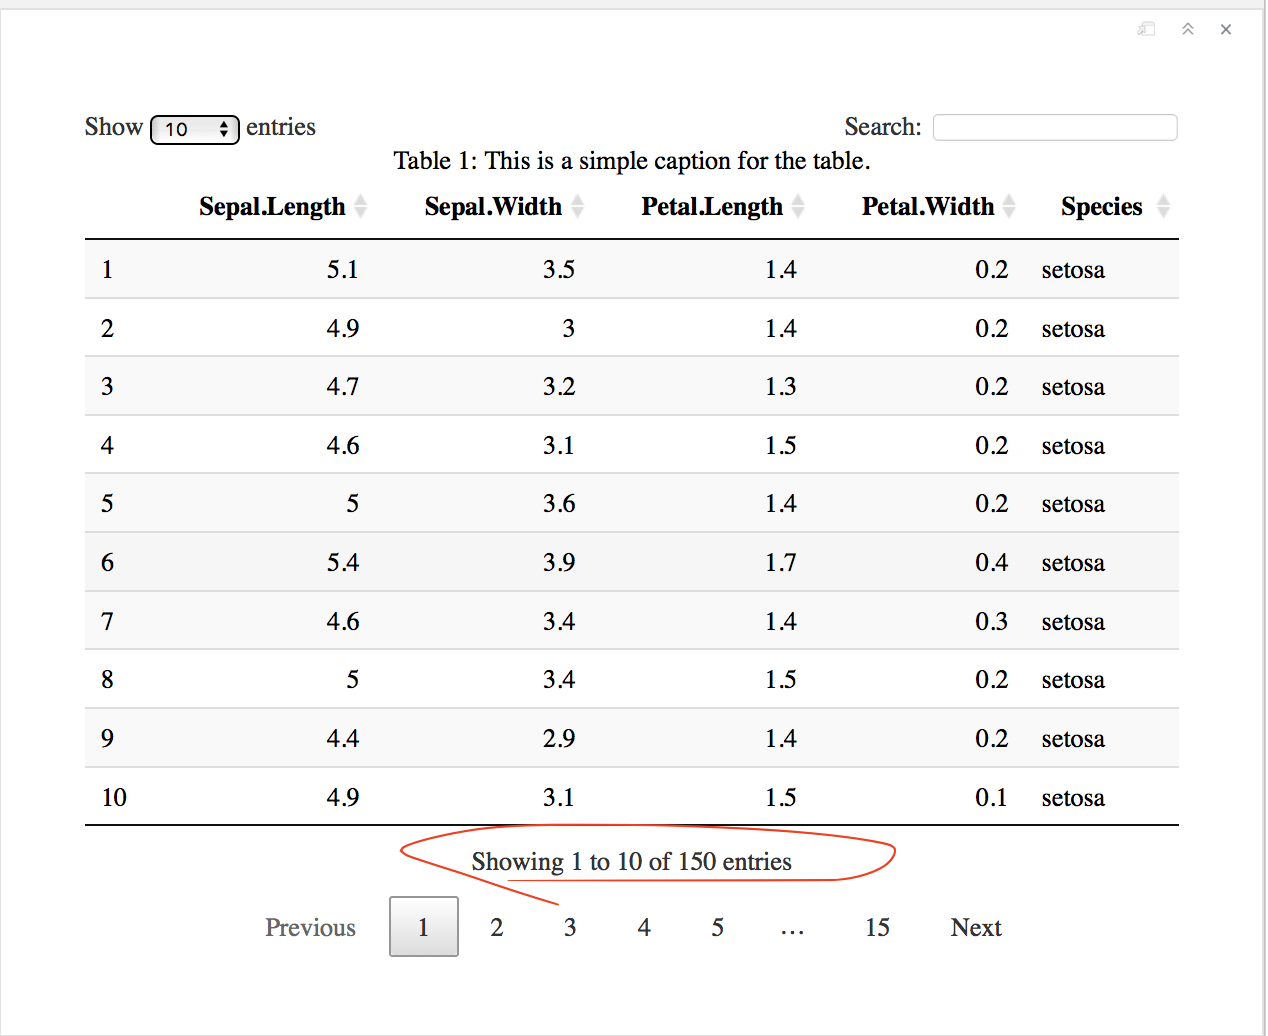 Show 10 entries Search:
Table 1: This is a simple caption for the table.
Sepal.Length Sepal.Width Petal.Length Petal.Width Species
1 5.1 3.5 1.4 0.2 setosa
2 4.9 3 1.4 0.2 setosa
3 4.7 3.2 1.3 0.2 setosa
4 4.6 3.1 1.5 0.2 setosa
5 5 3.6 1.4 0.2 setosa
6 5.4 3.9 1.7 0.4 setosa
7 4.6 3.4 1.4 0.3 setosa
8 5 3.4 1.5 0.2 setosa
9 4.4 2.9 1.4 0.2 setosa
10 4.9 3.1 1.5 0.1 setosa
Showing 1 to 10 of 150 entries
Previous 1 2 3 4 5 … 15 Next